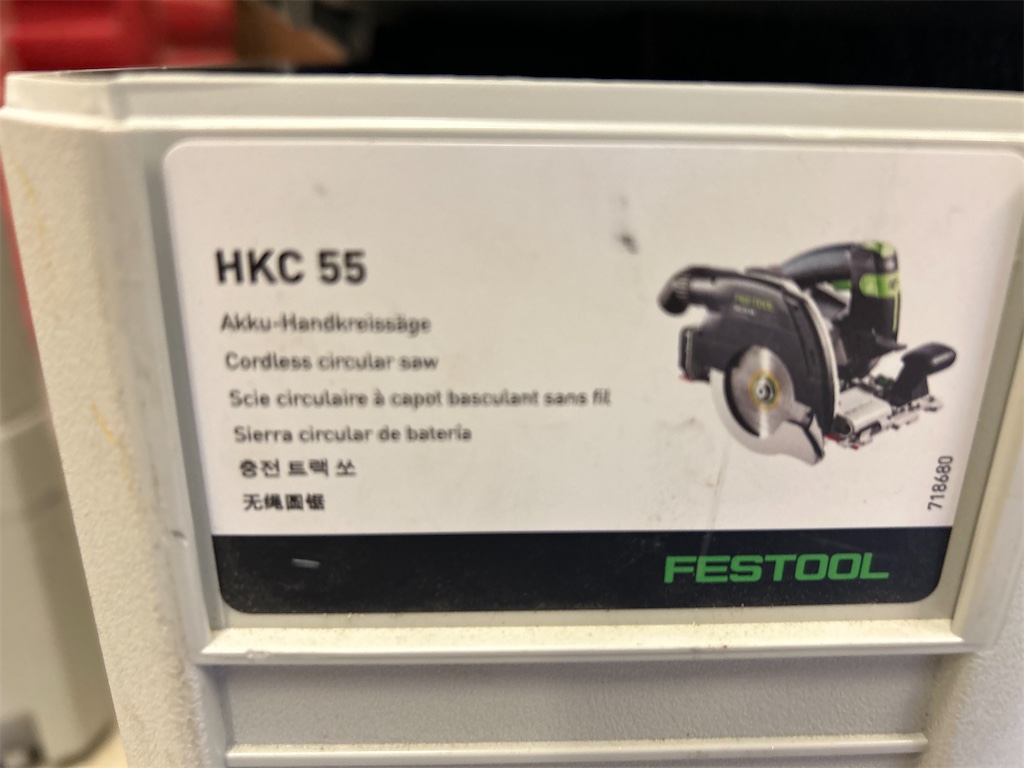 HKC 55
Akku-Handkreissäge
Cordless circular saw
Scie circulaire à capot basculant sans fil
Sierra circular de batería
충전 트랙 쏘
无绳圆锯
718680
FESTOOL